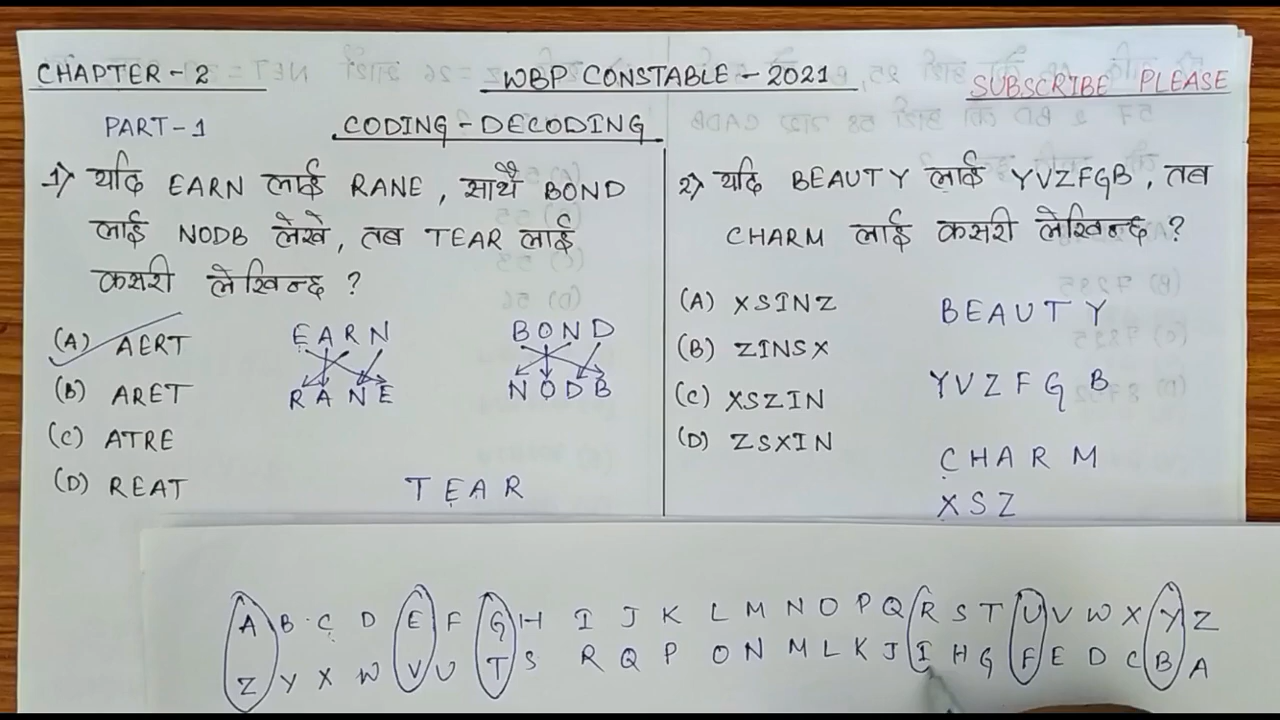 CHAPTER - 2
WBP CONSTABLE - 2021
SUBSCRIBE PLEASE
PART - 1
CODING - DECODING
1) यदि EARN लाई RANE, साथै BOND
लाई NODB लेखे, तब TEAR लाई
कसरी लेखिन्छ ?
(A) AERT
(B) ARET
(C) ATRE
(D) REAT
EARN
RANE
BOND
NODB
TEAR
2) यदि BEAUTY लाई YVZFGB, तब
CHARM लाई कसरी लेखिन्छ ?
(A) XSINZ
(B) ZINSX
(C) XSZIN
(D) ZSXIN
BEAUTY
YVZFGB
CHARM
XSZ
A B C D E F G H I J K L M N O P Q R S T U V W X Y Z
Z Y X W V U T S R Q P O N M L K J I H G F E D C B A